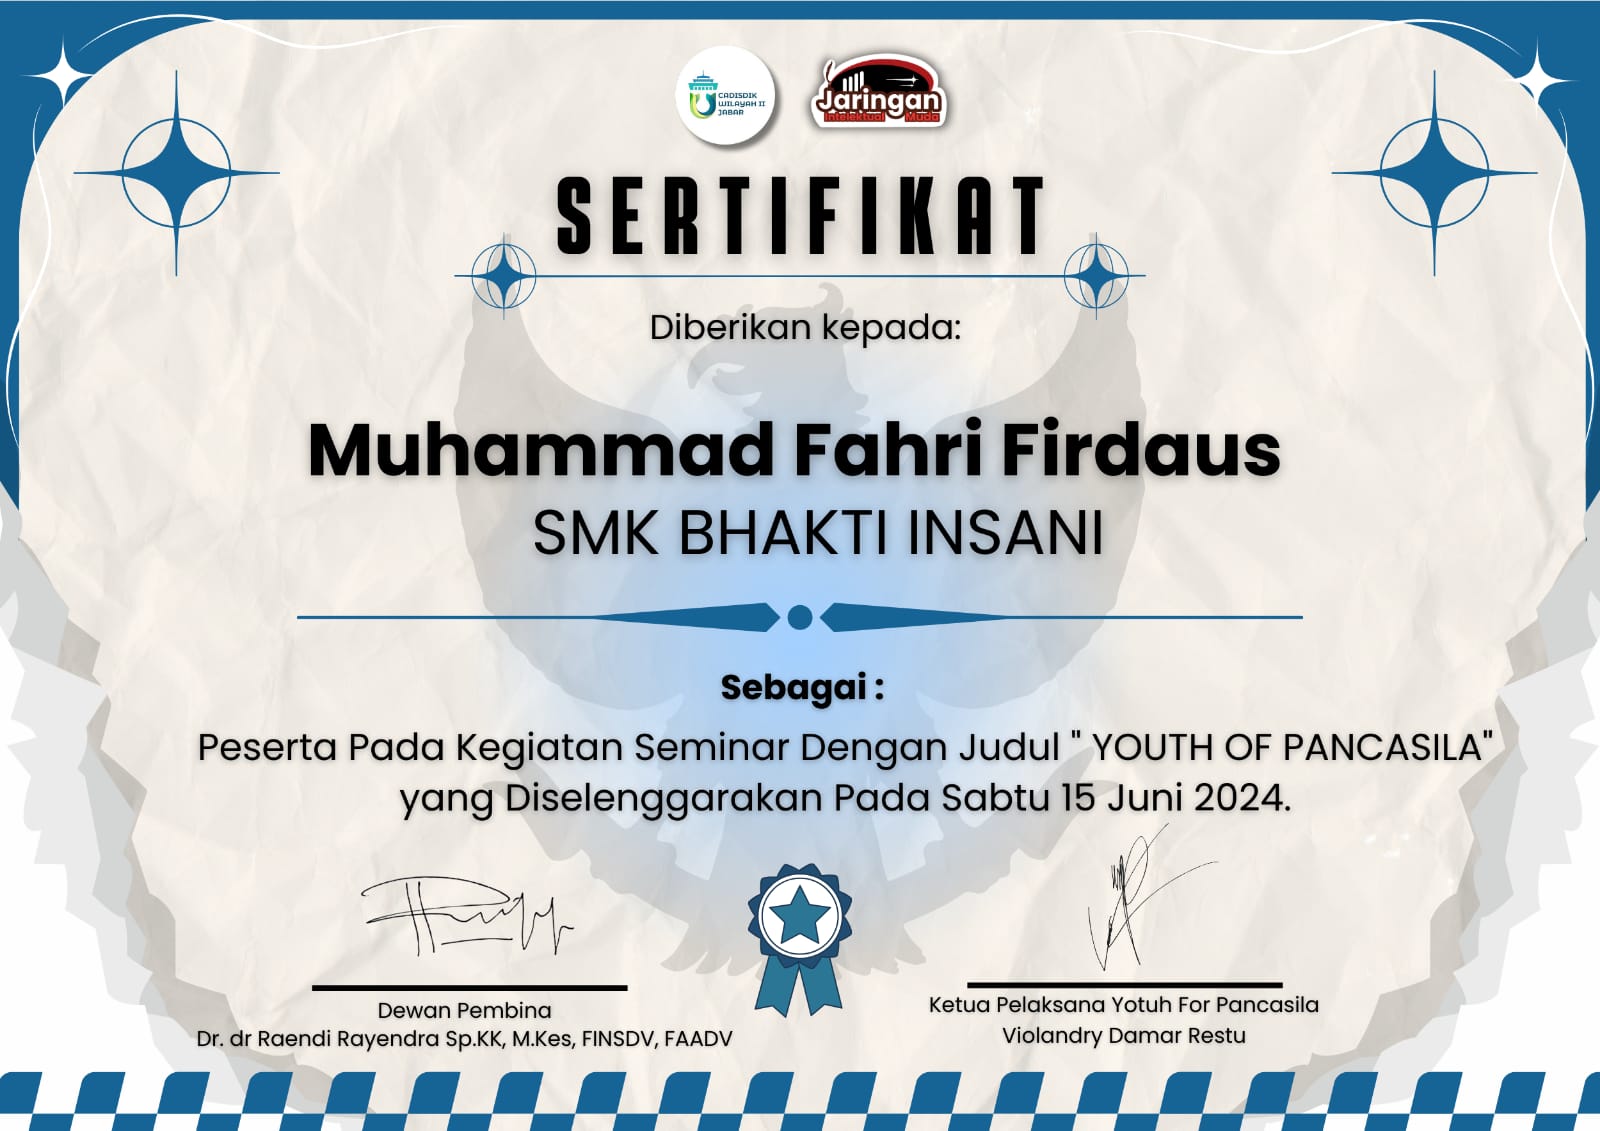 CADISDIK
WILAYAH II
JABAR
Jaringan
Intelektual Muda
SERTIFIKAT
Diberikan kepada:
Muhammad Fahri Firdaus
SMK BHAKTI INSANI
Sebagai :
Peserta Pada Kegiatan Seminar Dengan Judul " YOUTH OF PANCASILA"
yang Diselenggarakan Pada Sabtu 15 Juni 2024.
Dewan Pembina
Dr. dr Raendi Rayendra Sp.KK, M.Kes, FINSDV, FAADV
Ketua Pelaksana Yotuh For Pancasila
Violandry Damar Restu